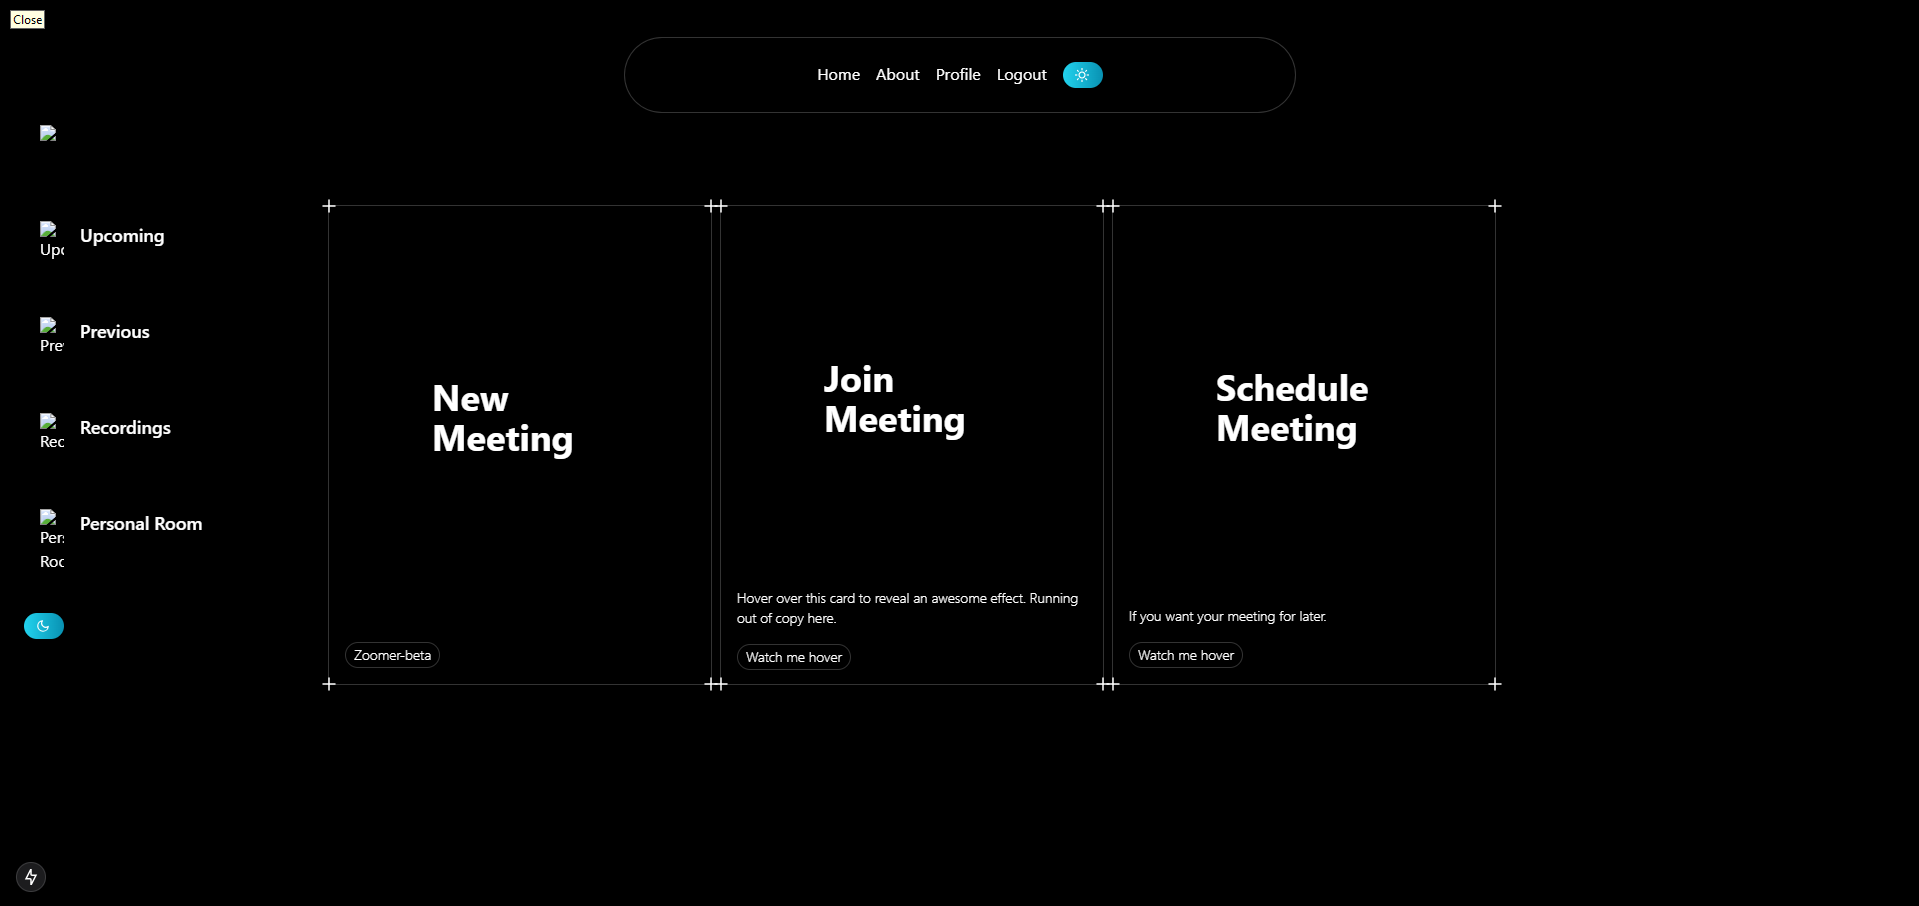 Close
Home About Profile Logout
Upc
Upcoming
Prev
Previous
Rec
Recordings
Pers
Roo
Personal Room
New
Meeting
Zoomer-beta
Join
Meeting
Hover over this card to reveal an awesome effect. Running
out of copy here.
Watch me hover
Schedule
Meeting
If you want your meeting for later.
Watch me hover